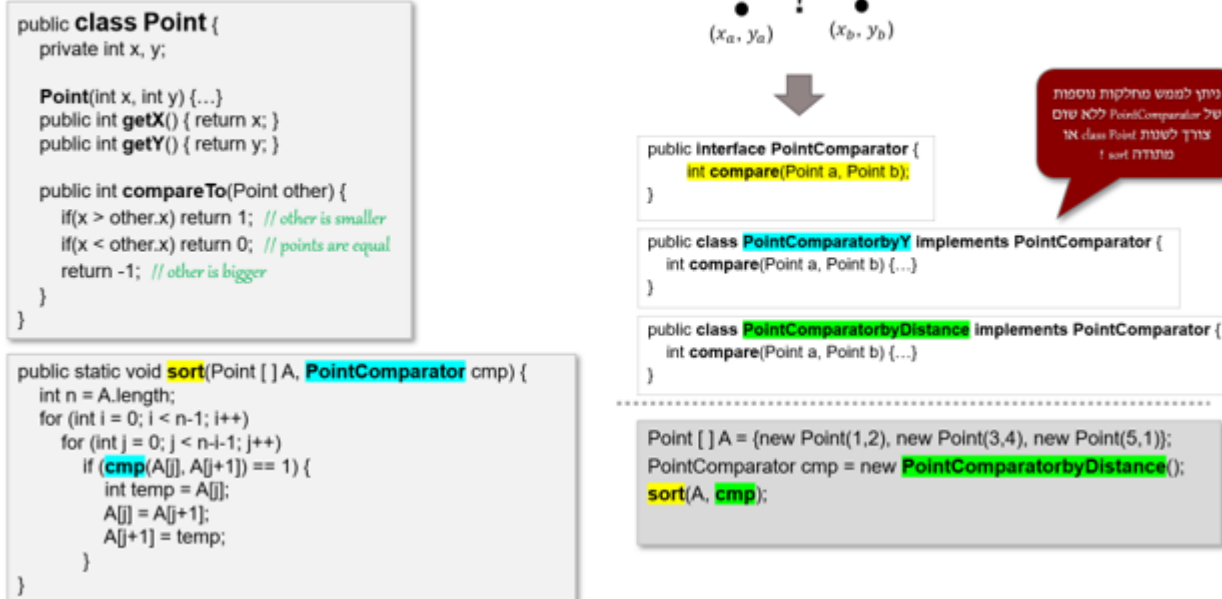 public class Point {
private int x, y;
Point(int x, int y) {...}
public int getX() { return x; }
public int getY() { return y; }
public int compareTo(Point other) {
if(x > other.x) return 1; // other is smaller
if(x < other.x) return 0; // points are equal
return -1; // other is bigger
}
}
public static void sort(Point [ ] A, PointComparator cmp) {
int n = A.length;
for (int i = 0; i < n-1; i++)
for (int j = 0; j < n-i-1; j++)
if (cmp(A[j], A[j+1]) == 1) {
int temp = A[j];
A[j] = A[j+1];
A[j+1] = temp;
}
}
(xₐ, yₐ) (x_b, y_b)
ניתן לממש מחלקות נוספות
של PointComparator ללא שום
צורך לשנות class Point או
מתודה sort !
public interface PointComparator {
int compare(Point a, Point b);
}
public class PointComparatorbyY implements PointComparator {
int compare(Point a, Point b) {...}
}
public class PointComparatorbyDistance implements PointComparator {
int compare(Point a, Point b) {...}
}
Point [ ] A = {new Point(1,2), new Point(3,4), new Point(5,1)};
PointComparator cmp = new PointComparatorbyDistance();
sort(A, cmp);